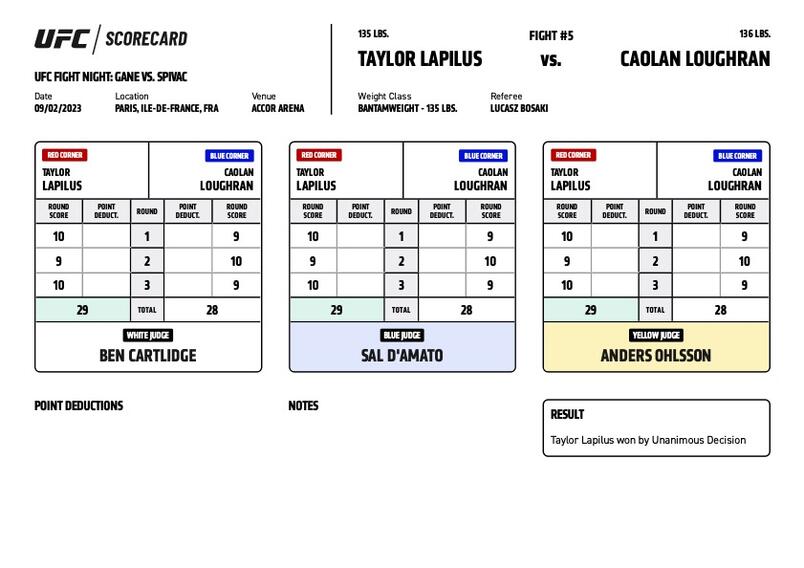 UFC / SCORECARD
UFC FIGHT NIGHT: GANE VS. SPIVAC
Date Location Venue
09/02/2023 PARIS, ILE-DE-FRANCE, FRA ACCOR ARENA
135 LBS. FIGHT #5 136 LBS.
TAYLOR LAPILUS VS. CAOLAN LOUGHRAN
Weight Class Referee
BANTAMWEIGHT - 135 LBS. LUCASZ BOSAKI
RED CORNER BLUE CORNER
TAYLOR CAOLAN
LAPILUS LOUGHRAN
ROUND POINT ROUND POINT ROUND
SCORE DEDUCT. DEDUCT. SCORE
10 1 9
9 2 10
10 3 9
29 TOTAL 28
WHITE JUDGE
BEN CARTLIDGE
RED CORNER BLUE CORNER
TAYLOR CAOLAN
LAPILUS LOUGHRAN
ROUND POINT ROUND POINT ROUND
SCORE DEDUCT. DEDUCT. SCORE
10 1 9
9 2 10
10 3 9
29 TOTAL 28
BLUE JUDGE
SAL D'AMATO
RED CORNER BLUE CORNER
TAYLOR CAOLAN
LAPILUS LOUGHRAN
ROUND POINT ROUND POINT ROUND
SCORE DEDUCT. DEDUCT. SCORE
10 1 9
9 2 10
10 3 9
29 TOTAL 28
YELLOW JUDGE
ANDERS OHLSSON
POINT DEDUCTIONS
NOTES
RESULT
Taylor Lapilus won by Unanimous Decision